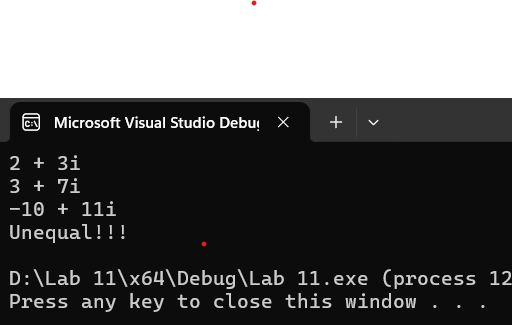 Microsoft Visual Studio Debu
2 + 3i
3 + 7i
-10 + 11i
Unequal!!!
D:\Lab 11\x64\Debug\Lab 11.exe (process 12
Press any key to close this window . . .